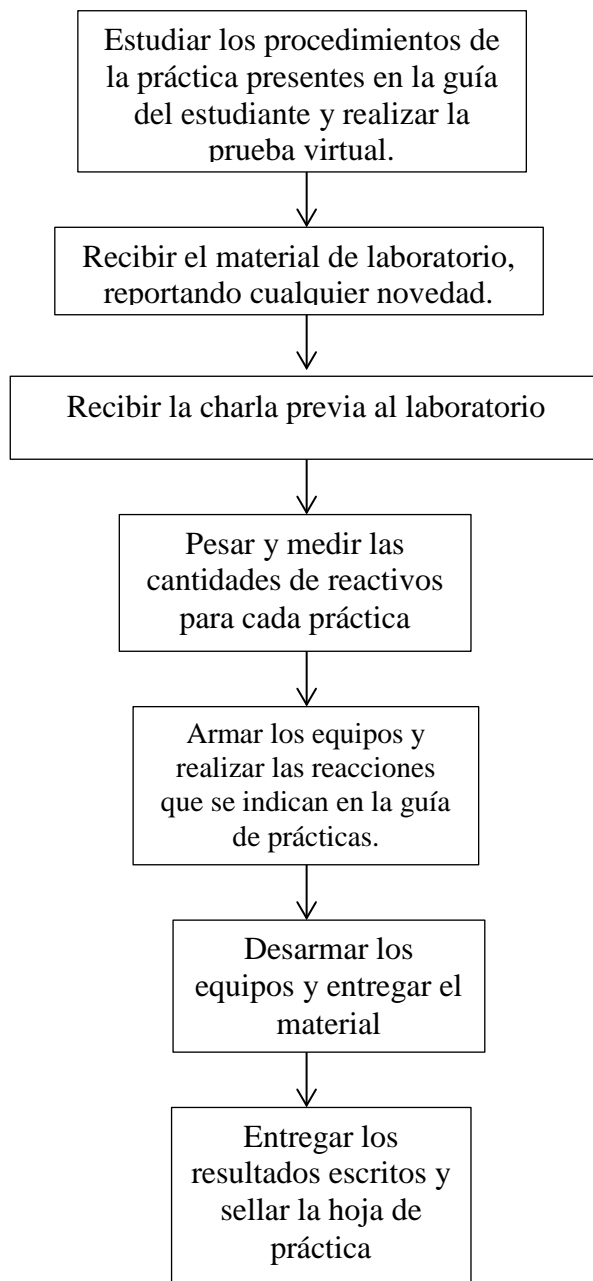 Estudiar los procedimientos de
la práctica presentes en la guía
del estudiante y realizar la
prueba virtual.
Recibir el material de laboratorio,
reportando cualquier novedad.
Recibir la charla previa al laboratorio
Pesar y medir las
cantidades de reactivos
para cada práctica
Armar los equipos y
realizar las reacciones
que se indican en la guía
de prácticas.
Desarmar los
equipos y entregar el
material
Entregar los
resultados escritos y
sellar la hoja de
práctica